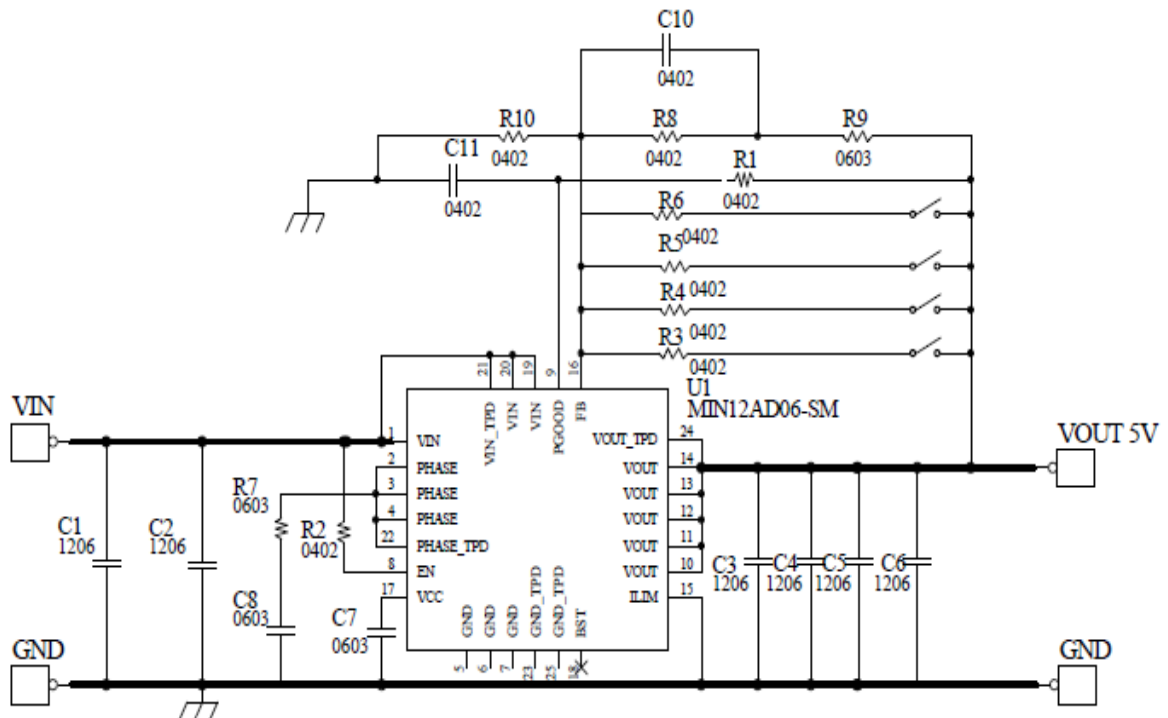 C10
0402
R10
R8
R9
C11
0402
0402
0603
R1
0402
0402
R6
0402
R5
0402
R4
0402
R3
0402
U1
MIN12AD06-SM
21
20
19
9
16
VIN_TPD
VIN
VIN
PGOOD
FB
VIN
VOUT 5V
1
VIN
VOUT_TPD
24
2
PHASE
VOUT
14
3
PHASE
VOUT
13
4
PHASE
VOUT
12
22
PHASE_TPD
VOUT
11
8
EN
VOUT
10
17
VCC
ILIM
15
R7
0603
C1
1206
C2
1206
R2
0402
C3
1206
C4
1206
C5
1206
C6
1206
C8
0603
C7
0603
GND
GND
GND
GND_TPD
GND_TPD
BST
5
6
7
23
25
18
GND
GND